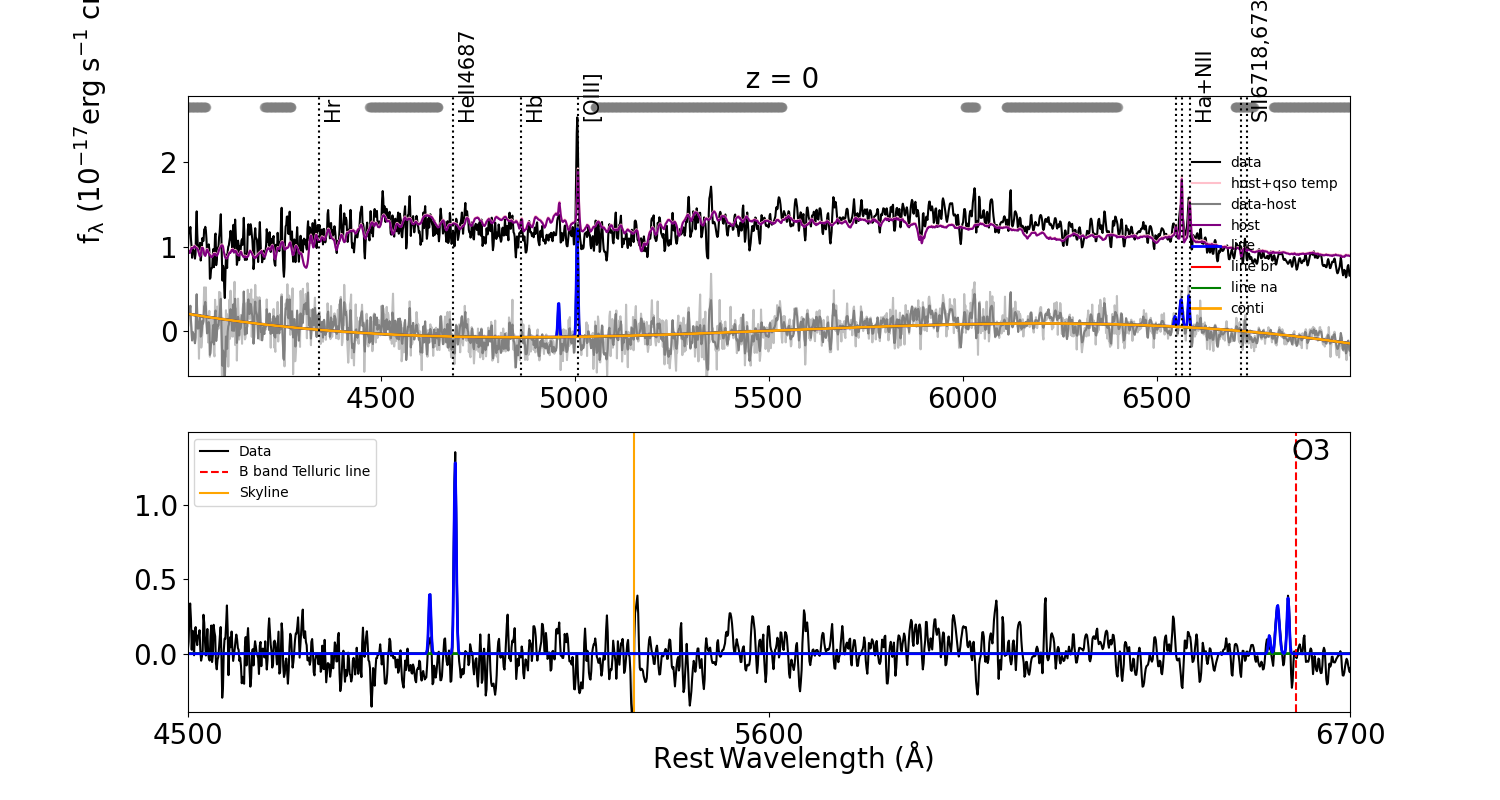 z = 0
f_λ (10^{−17}erg s^{−1} c
Hr
HeII4687
Hb
[OIII]
Ha+NII
SII6718,673
2
1
0
data
host+qso temp
data-host
host
line
line br
line na
conti
4500
5000
5500
6000
6500
Data
B band Telluric line
Skyline
O3
1.0
0.5
0.0
4500
5600
6700
Rest Wavelength (Å)